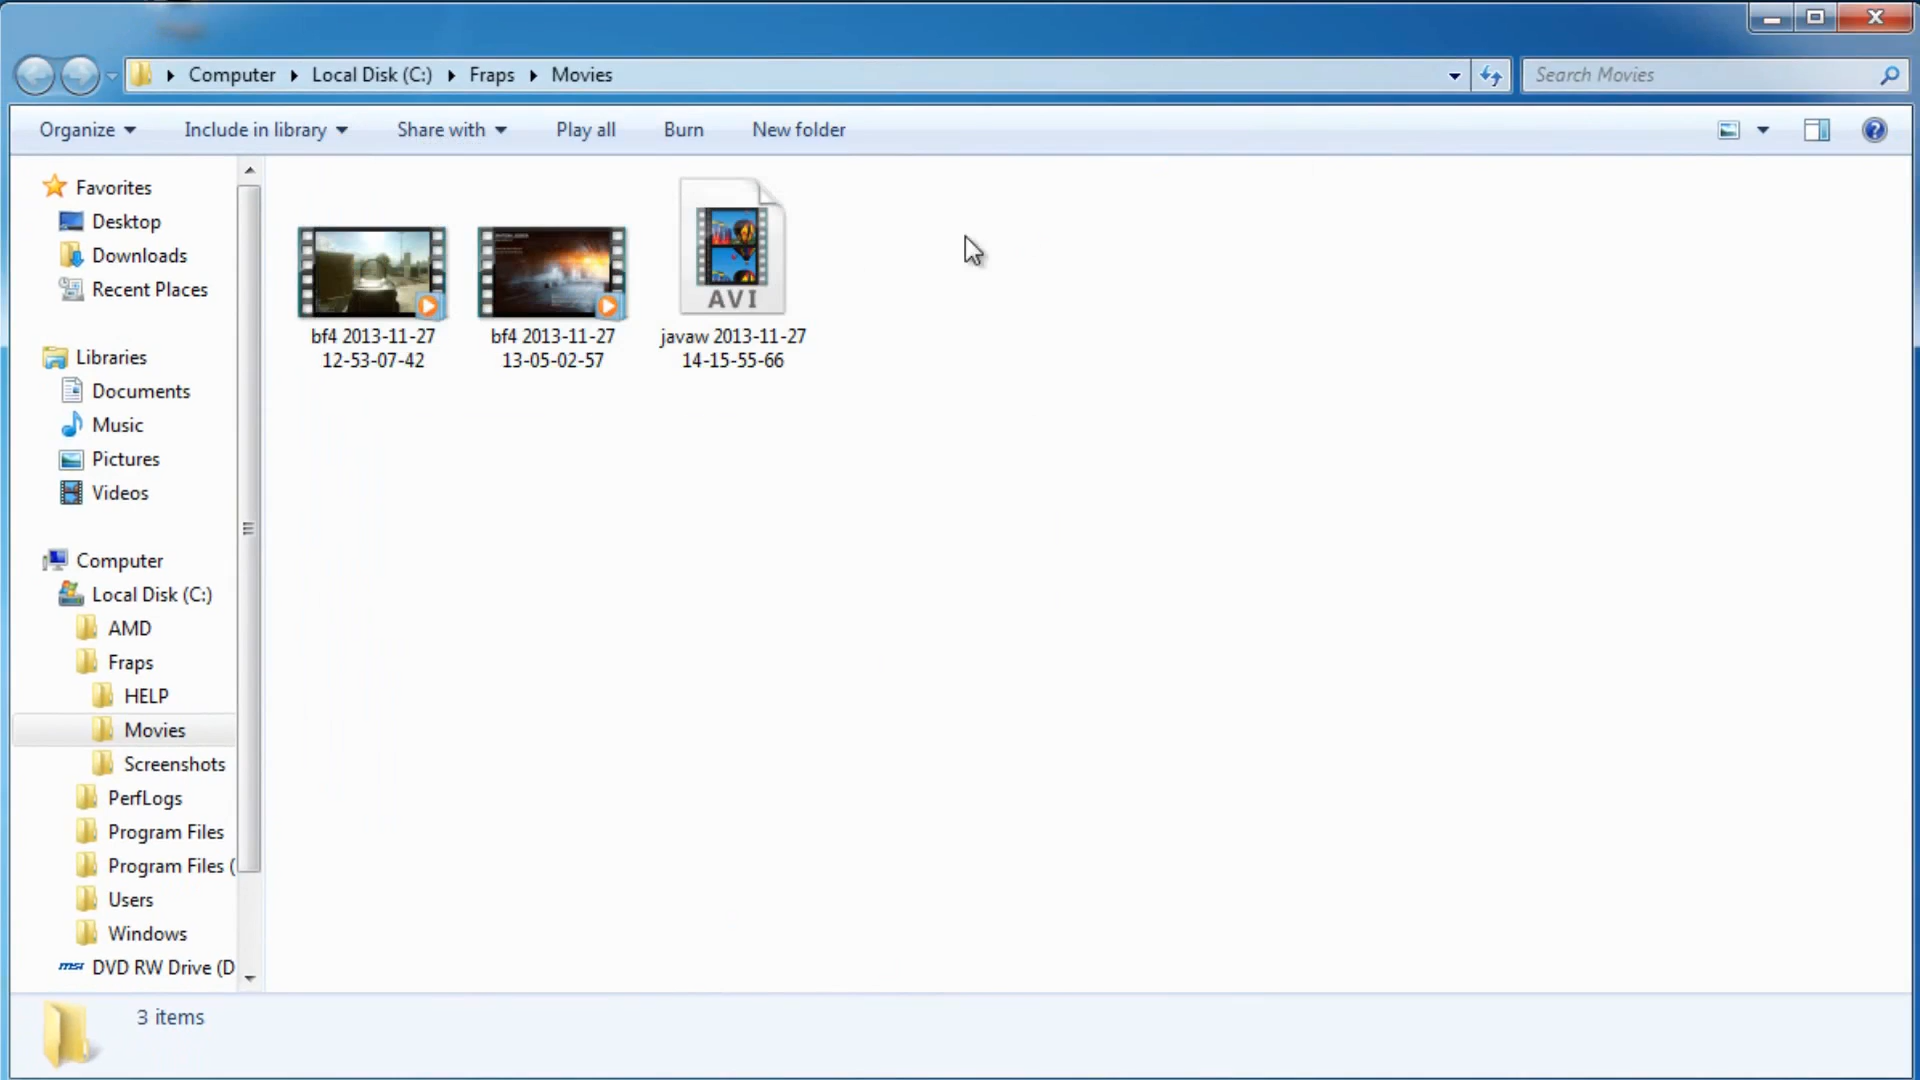 Computer Local Disk (C:) Fraps Movies
Search Movies
Organize Include in library Share with Play all Burn New folder
Favorites
Desktop
Downloads
Recent Places
Libraries
Documents
Music
Pictures
Videos
Computer
Local Disk (C:)
AMD
Fraps
HELP
Movies
Screenshots
PerfLogs
Program Files
Program Files (
Users
Windows
msi DVD RW Drive (D
AVI
bf4 2013-11-27
12-53-07-42
bf4 2013-11-27
13-05-02-57
javaw 2013-11-27
14-15-55-66
3 items